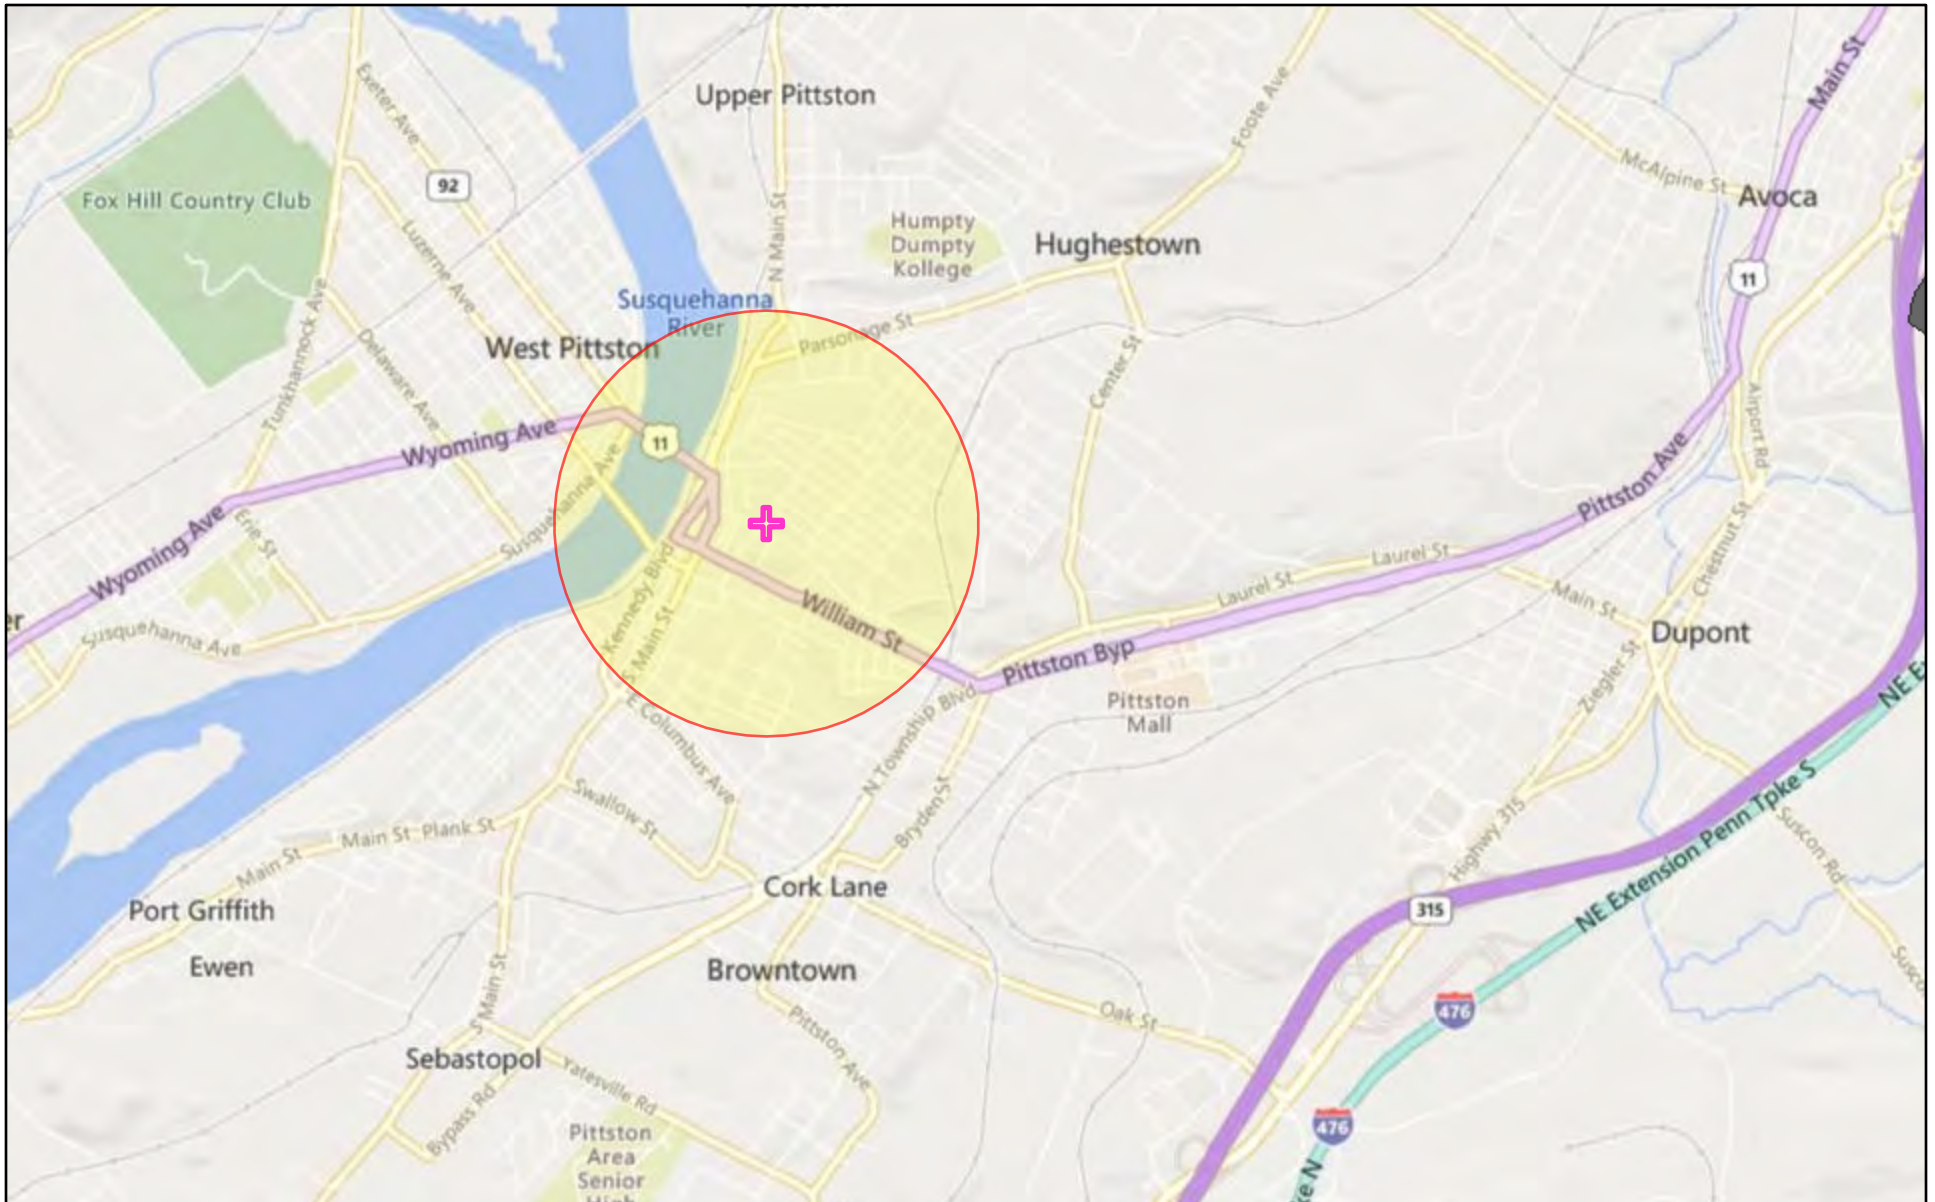 Upper Pittston
Exeter Ave
92
Fox Hill Country Club
Luzerne Ave
N Main St
Humpty
Dumpty
Kollege
Hughestown
Foote Ave
McAlpine St
Main St
Avoca
11
Susquehanna
River
Tunkhannock Ave
Delaware Ave
West Pittston
Parsonage St
Center St
Airport Rd
Wyoming Ave
11
Pittston Ave
Wyoming Ave
Erie St
Susquehanna Ave
Kennedy Blvd
S Main St
William St
Laurel St
Laurel St
Main St
Chestnut St
Dupont
er
Susquehanna Ave
Pittston Byp
Pittston
Mall
Ziegler St
NE E
E Columbus Ave
N Township Blvd
Bryden St
Swallow St
Main St
Plank St
Main St
Highway 315
NE Extension Penn Tpke S
Suscon Rd
Cork Lane
Port Griffith
315
Ewen
Browntown
S Main St
Oak St
476
Susco
Sebastopol
Yatesville Rd
Pittston Ave
Bypass Rd
Pittston
Area
Senior
High
476
ke N